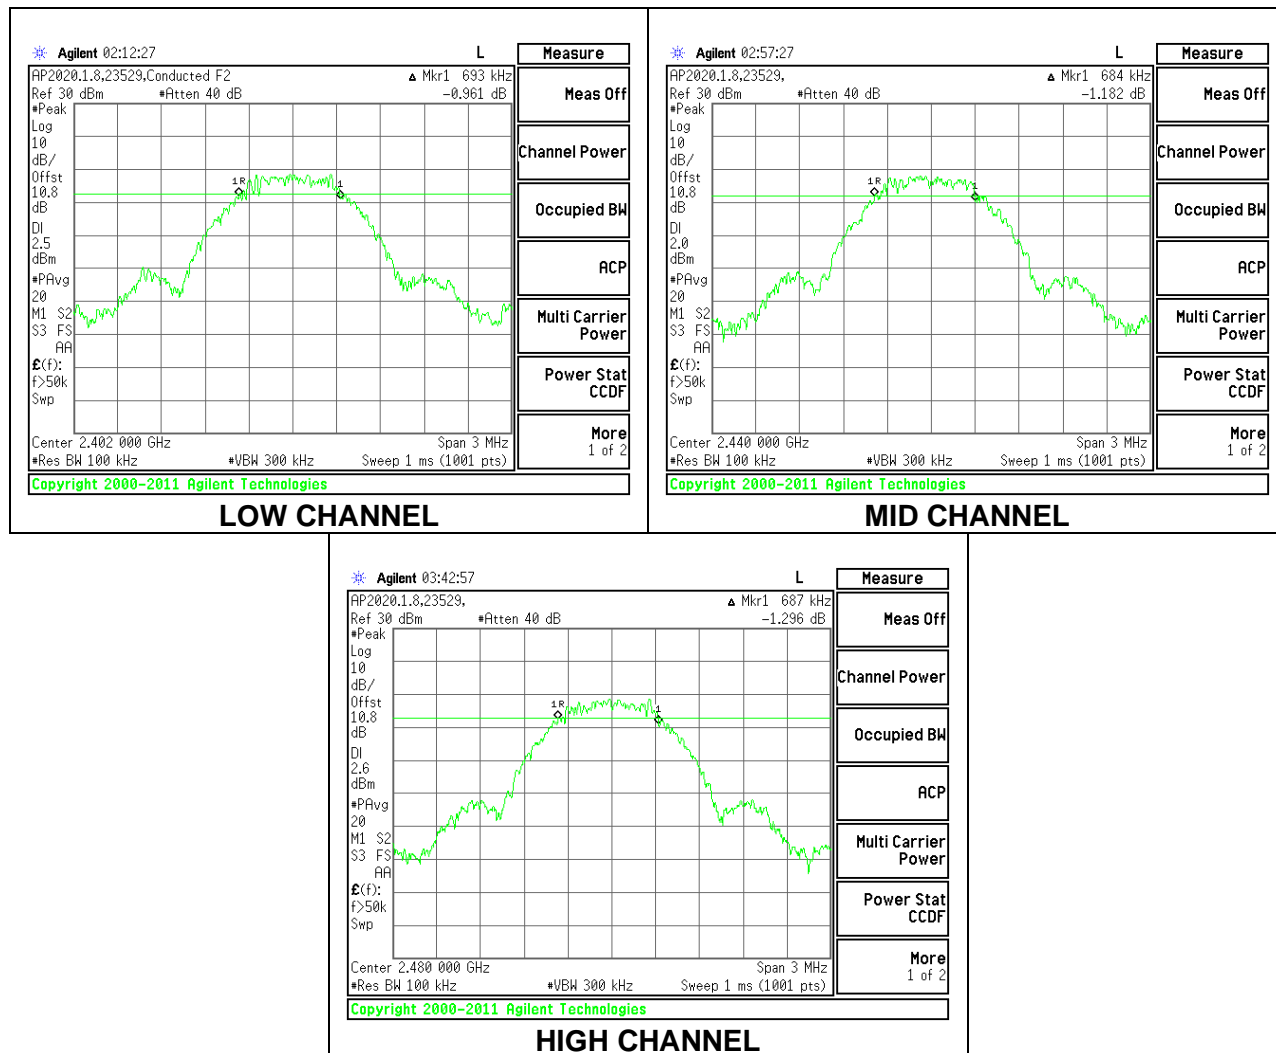 Agilent 02:12:27 L
Measure
AP2020.1.8,23529,Conducted F2
Δ Mkr1 693 kHz
Ref 30 dBm #Atten 40 dB -0.961 dB
#Peak
Log
10
dB/
Offst
10.8
dB
DI
2.5
dBm
#PAvg
20
M1 S2
S3 FS
AA
£(f):
f>50k
Swp
1R
1
Center 2.402 000 GHz Span 3 MHz
#Res BW 100 kHz #VBW 300 kHz Sweep 1 ms (1001 pts)
Copyright 2000-2011 Agilent Technologies
Meas Off
Channel Power
Occupied BW
ACP
Multi Carrier
Power
Power Stat
CCDF
More
1 of 2
LOW CHANNEL
Agilent 02:57:27 L
Measure
AP2020.1.8,23529,
Δ Mkr1 684 kHz
Ref 30 dBm #Atten 40 dB -1.182 dB
#Peak
Log
10
dB/
Offst
10.8
dB
DI
2.0
dBm
#PAvg
20
M1 S2
S3 FS
AA
£(f):
f>50k
Swp
1R
1
Center 2.440 000 GHz Span 3 MHz
#Res BW 100 kHz #VBW 300 kHz Sweep 1 ms (1001 pts)
Copyright 2000-2011 Agilent Technologies
Meas Off
Channel Power
Occupied BW
ACP
Multi Carrier
Power
Power Stat
CCDF
More
1 of 2
MID CHANNEL
Agilent 03:42:57 L
Measure
AP2020.1.8,23529,
Δ Mkr1 687 kHz
Ref 30 dBm #Atten 40 dB -1.296 dB
#Peak
Log
10
dB/
Offst
10.8
dB
DI
2.6
dBm
#PAvg
20
M1 S2
S3 FS
AA
£(f):
f>50k
Swp
1R
1
Center 2.480 000 GHz Span 3 MHz
#Res BW 100 kHz #VBW 300 kHz Sweep 1 ms (1001 pts)
Copyright 2000-2011 Agilent Technologies
Meas Off
Channel Power
Occupied BW
ACP
Multi Carrier
Power
Power Stat
CCDF
More
1 of 2
HIGH CHANNEL